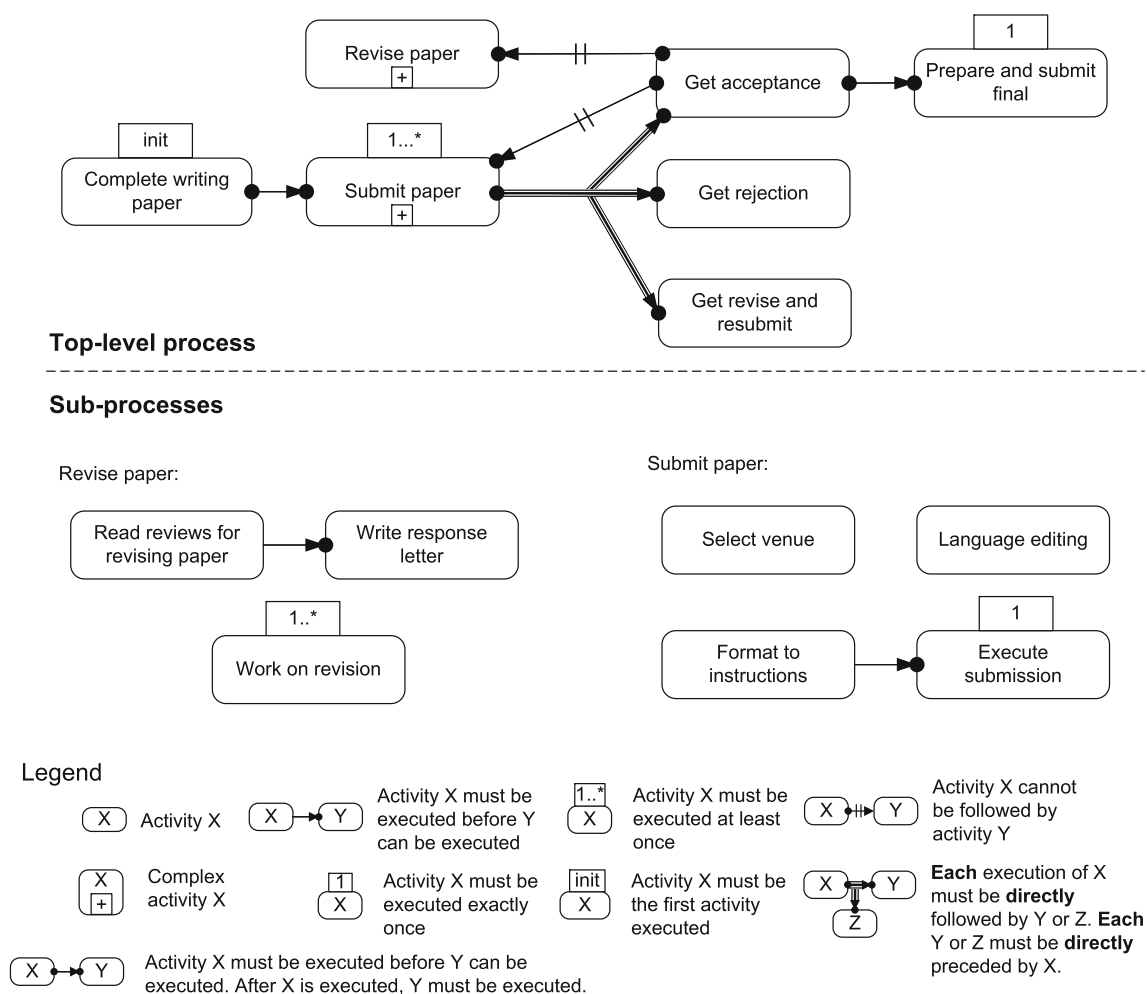 Revise paper
+
Get acceptance
1
Prepare and submit
final
init
Complete writing
paper
1...*
Submit paper
+
Get rejection
Get revise and
resubmit
Top-level process
Sub-processes
Revise paper:
Read reviews for
revising paper
Write response
letter
1..*
Work on revision
Submit paper:
Select venue
Language editing
Format to
instructions
1
Execute
submission
Legend
X
Activity X
X
Y
Activity X must be
executed before Y
can be executed
1..*
X
Activity X must be
executed at least
once
X
Y
Activity X cannot
be followed by
activity Y
X
+
Complex
activity X
1
X
Activity X must be
executed exactly
once
init
X
Activity X must be
the first activity
executed
X
Y
Z
Each execution of X
must be directly
followed by Y or Z. Each
Y or Z must be directly
preceded by X.
X
Y
Activity X must be executed before Y can be
executed. After X is executed, Y must be executed.